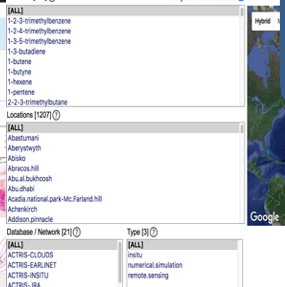 [ALL]
1-2-3-trimethylbenzene
1-2-4-trimethylbenzene
1-3-5-trimethylbenzene
1-3-butadiene
1-butene
1-butyne
1-hexene
1-pentene
2-2-3-trimethylbutane
Hybrid
Locations [1207] (?)
[ALL]
Abastumani
Aberystwyth
Abisko
Abracos.hill
Abu.al.bukhoosh
Abu.dhabi
Acadia.national.park-Mc.Farland.hill
Achenkirch
Addison.pinnacle
Google
Database / Network [21] (?)
[ALL]
ACTRIS-CLOUDS
ACTRIS-EARLINET
ACTRIS-INSITU
ACTRIS-JRA
Type [3] (?)
[ALL]
insitu
numerical.simulation
remote.sensing